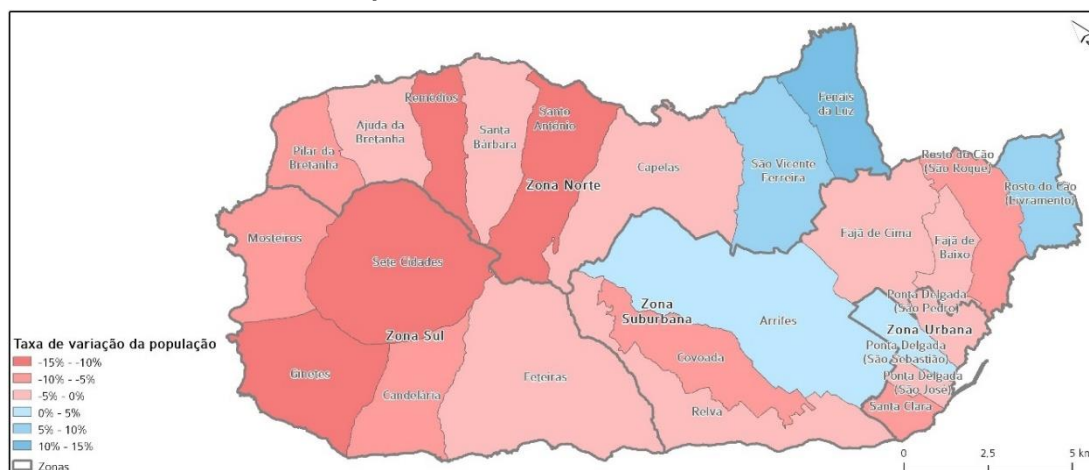 Fenais
da Luz
Remédios
Santo
António
Ajuda da
Bretanha
Santa
Bárbara
Pilar da
Bretanha
Capelas
São Vicente
Ferreira
Rosto do Cão
(São Roque)
Rosto do Cão
(Livramento)
Zona Norte
Mosteiros
Fajã de Cima
Fajã de
Baixo
Sete Cidades
Ponta Delgada
(São Pedro)
Zona
Suburbana
Arrifes
Zona Urbana
Zona Sul
Ponta Delgada
(São Sebastião)
Covoada
Ginetes
Feteiras
Ponta Delgada
(São José)
Candelária
Relva
Santa Clara
Taxa de variação da população
-15% - -10%
-10% - -5%
-5% - 0%
0% - 5%
5% - 10%
10% - 15%
Zonas
0 2.5 5 km